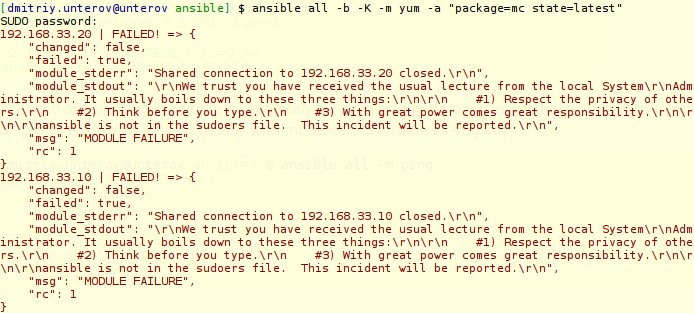 [dmitriy.unterov@unterov ansible] $ ansible all -b -K -m yum -a "package=mc state=latest"
SUDO password:
192.168.33.20 | FAILED! => {
    "changed": false,
    "failed": true,
    "module_stderr": "Shared connection to 192.168.33.20 closed.\r\n",
    "module_stdout": "\r\nWe trust you have received the usual lecture from the local System\r\nAdm
inistrator. It usually boils down to these three things:\r\n\r\n    #1) Respect the privacy of othe
rs.\r\n    #2) Think before you type.\r\n    #3) With great power comes great responsibility.\r\n\r
\n\r\nansible is not in the sudoers file.  This incident will be reported.\r\n",
    "msg": "MODULE FAILURE",
    "rc": 1
}
192.168.33.10 | FAILED! => {
    "changed": false,
    "failed": true,
    "module_stderr": "Shared connection to 192.168.33.10 closed.\r\n",
    "module_stdout": "\r\nWe trust you have received the usual lecture from the local System\r\nAdm
inistrator. It usually boils down to these three things:\r\n\r\n    #1) Respect the privacy of othe
rs.\r\n    #2) Think before you type.\r\n    #3) With great power comes great responsibility.\r\n\r
\n\r\nansible is not in the sudoers file.  This incident will be reported.\r\n",
    "msg": "MODULE FAILURE",
    "rc": 1
}